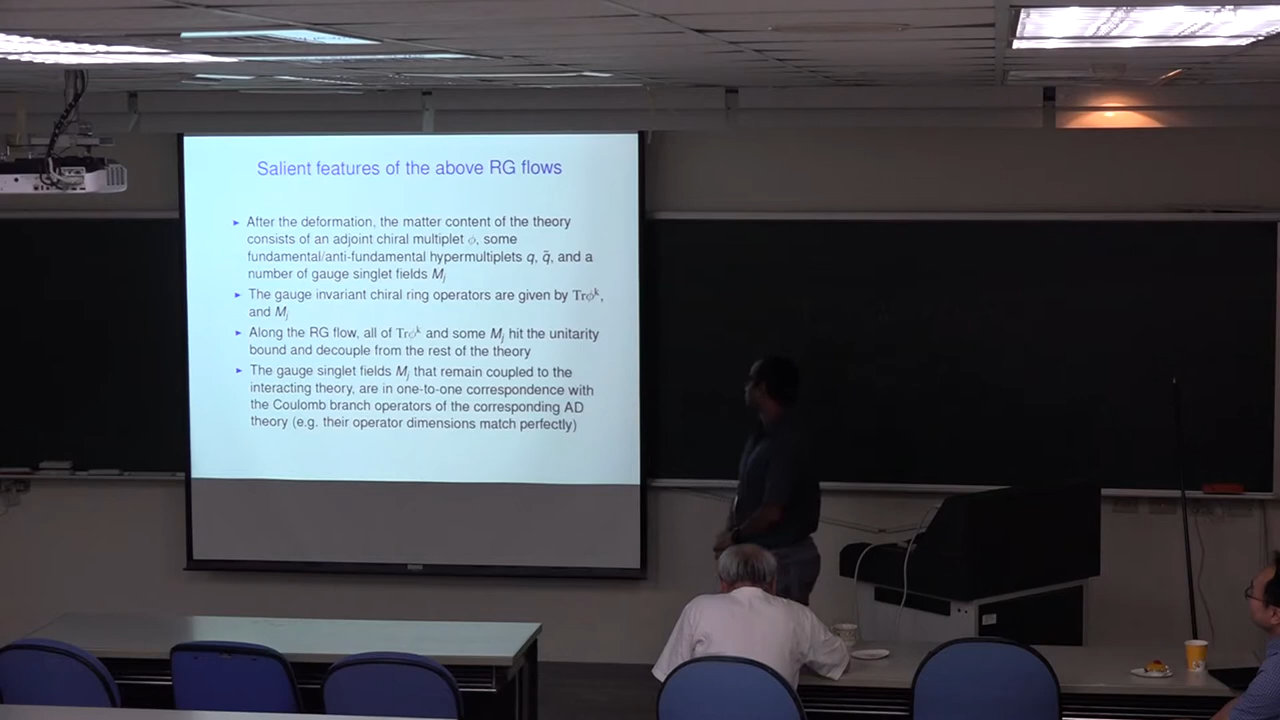 Salient features of the above RG flows
► After the deformation, the matter content of the theory
consists of an adjoint chiral multiplet ϕ, some
fundamental/anti-fundamental hypermultiplets q, q̃, and a
number of gauge singlet fields Mⱼ
► The gauge invariant chiral ring operators are given by Trϕᵏ,
and Mⱼ
► Along the RG flow, all of Trϕᵏ and some Mⱼ hit the unitarity
bound and decouple from the rest of the theory
► The gauge singlet fields Mⱼ that remain coupled to the
interacting theory, are in one-to-one correspondence with
the Coulomb branch operators of the corresponding AD
theory (e.g. their operator dimensions match perfectly)